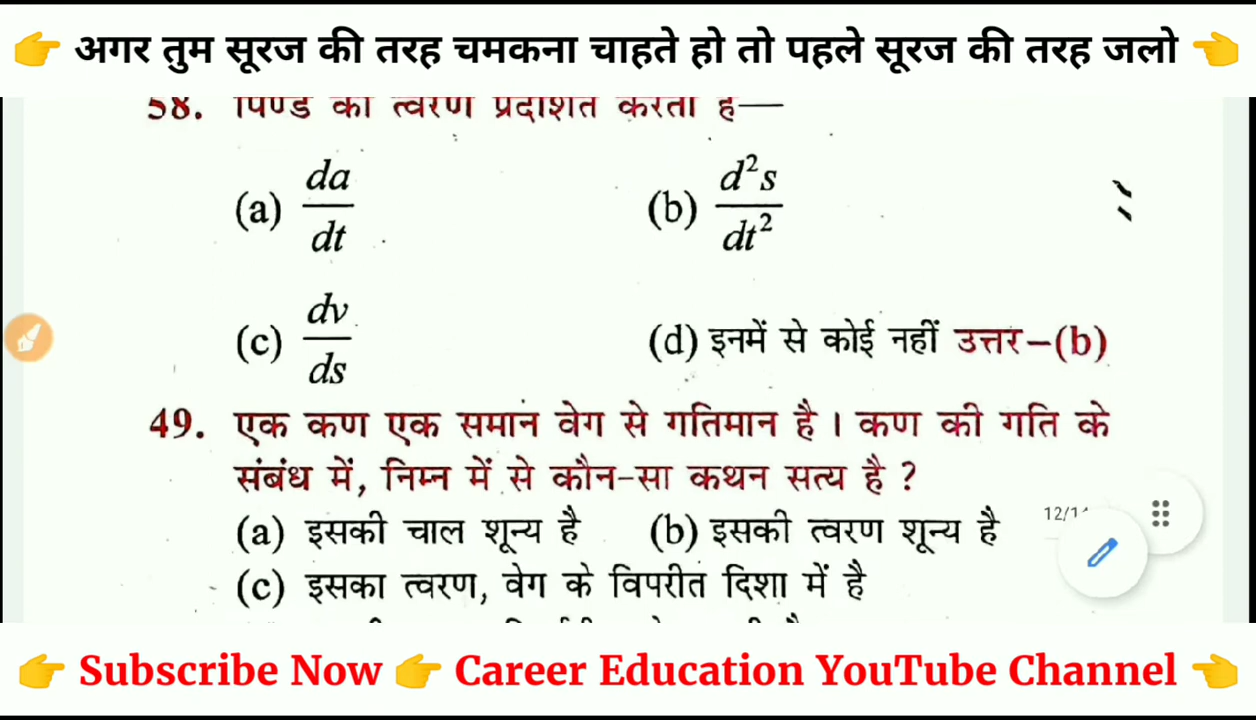 👉 अगर तुम सूरज की तरह चमकना चाहते हो तो पहले सूरज की तरह जलो 👈
58. पिण्ड का त्वरण प्रदर्शित करता है—
(a) da/dt (b) d²s/dt²
(c) dv/ds (d) इनमें से कोई नहीं उत्तर–(b)
49. एक कण एक समान वेग से गतिमान है। कण की गति के
संबंध में, निम्न में से कौन-सा कथन सत्य है ?
(a) इसकी चाल शून्य है (b) इसकी त्वरण शून्य है
(c) इसका त्वरण, वेग के विपरीत दिशा में है
👉 Subscribe Now 👉 Career Education YouTube Channel 👈